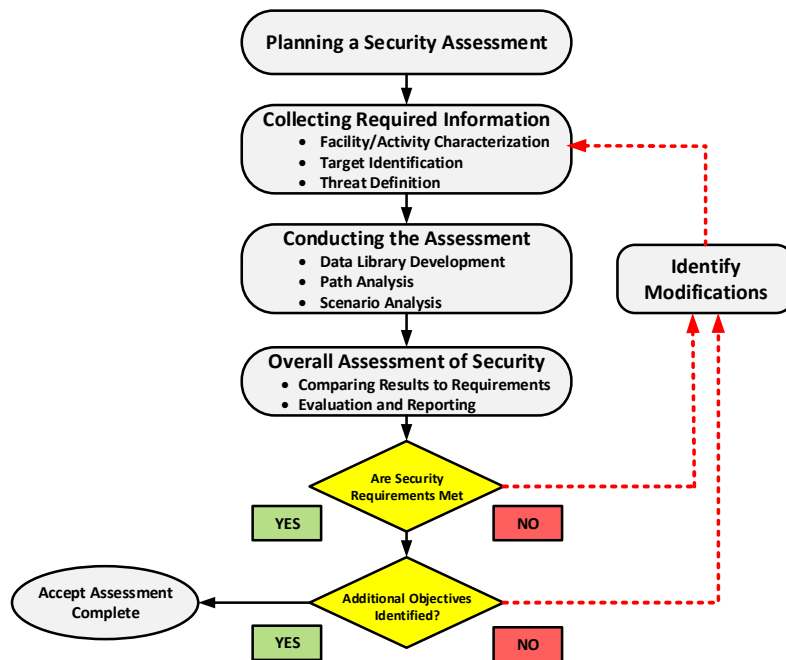 Planning a Security Assessment
Collecting Required Information
• Facility/Activity Characterization
• Target Identification
• Threat Definition
Conducting the Assessment
• Data Library Development
• Path Analysis
• Scenario Analysis
Identify
Modifications
Overall Assessment of Security
• Comparing Results to Requirements
• Evaluation and Reporting
Are Security
Requirements Met
YES
NO
Accept Assessment
Complete
Additional Objectives
Identified?
YES
NO